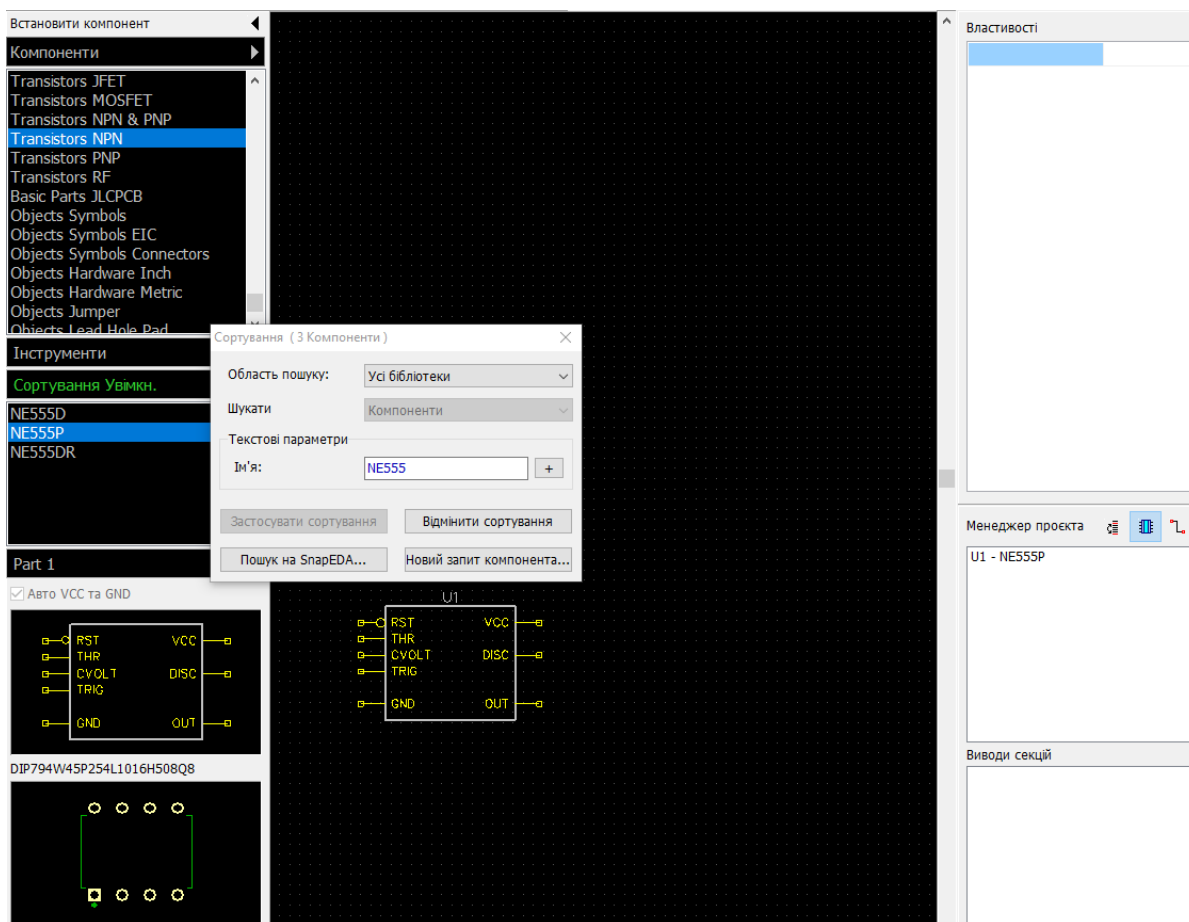 Встановити компонент
Компоненти
Transistors JFET
Transistors MOSFET
Transistors NPN & PNP
Transistors NPN
Transistors PNP
Transistors RF
Basic Parts JLCPCB
Objects Symbols
Objects Symbols EIC
Objects Symbols Connectors
Objects Hardware Inch
Objects Hardware Metric
Objects Jumper
Objects Lead Hole Pad
Інструменти
Сортування Увімкн.
NE555D
NE555P
NE555DR
Part 1
Авто VCC та GND
RST VCC
THR
CVOLT DISC
TRIG
GND OUT
DIP794W45P254L1016H508Q8
Сортування ( 3 Компоненти )
Область пошуку: Усі бібліотеки
Шукати Компоненти
Текстові параметри
Ім'я: NE555 +
Застосувати сортування Відмінити сортування
Пошук на SnapEDA... Новий запит компонента...
U1
RST VCC
THR
CVOLT DISC
TRIG
GND OUT
Властивості
Менеджер проєкта
U1 - NE555P
Виводи секцій